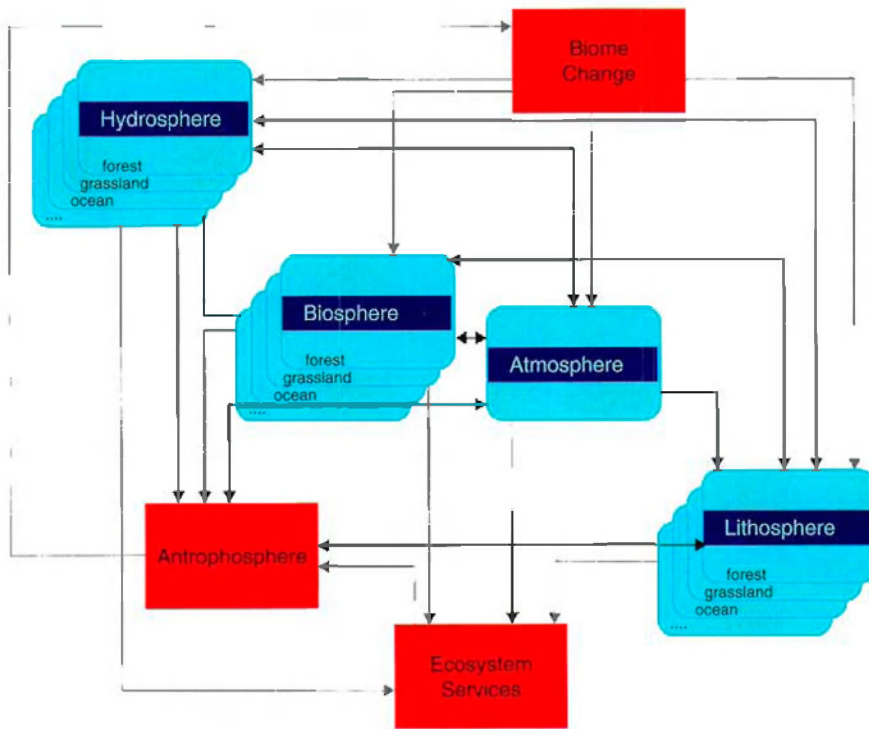 Biome
Change
Hydrosphere
forest
grassland
ocean
....
Biosphere
forest
grassland
ocean
....
Atmosphere
Lithosphere
forest
grassland
ocean
....
Antrophosphere
Ecosystem
Services